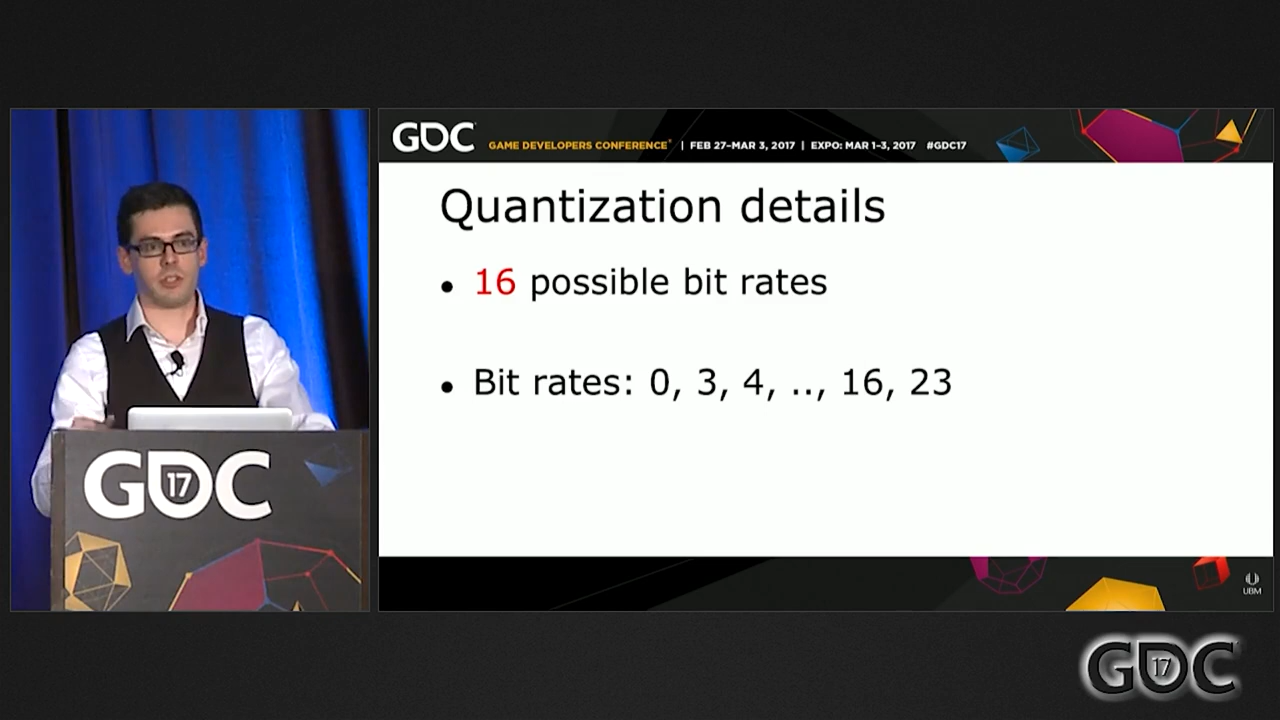 GDC
GAME DEVELOPERS CONFERENCE® | FEB 27–MAR 3, 2017 | EXPO: MAR 1–3, 2017 #GDC17
Quantization details
• 16 possible bit rates
• Bit rates: 0, 3, 4, .., 16, 23
GDC 17
UBM
GDC 17